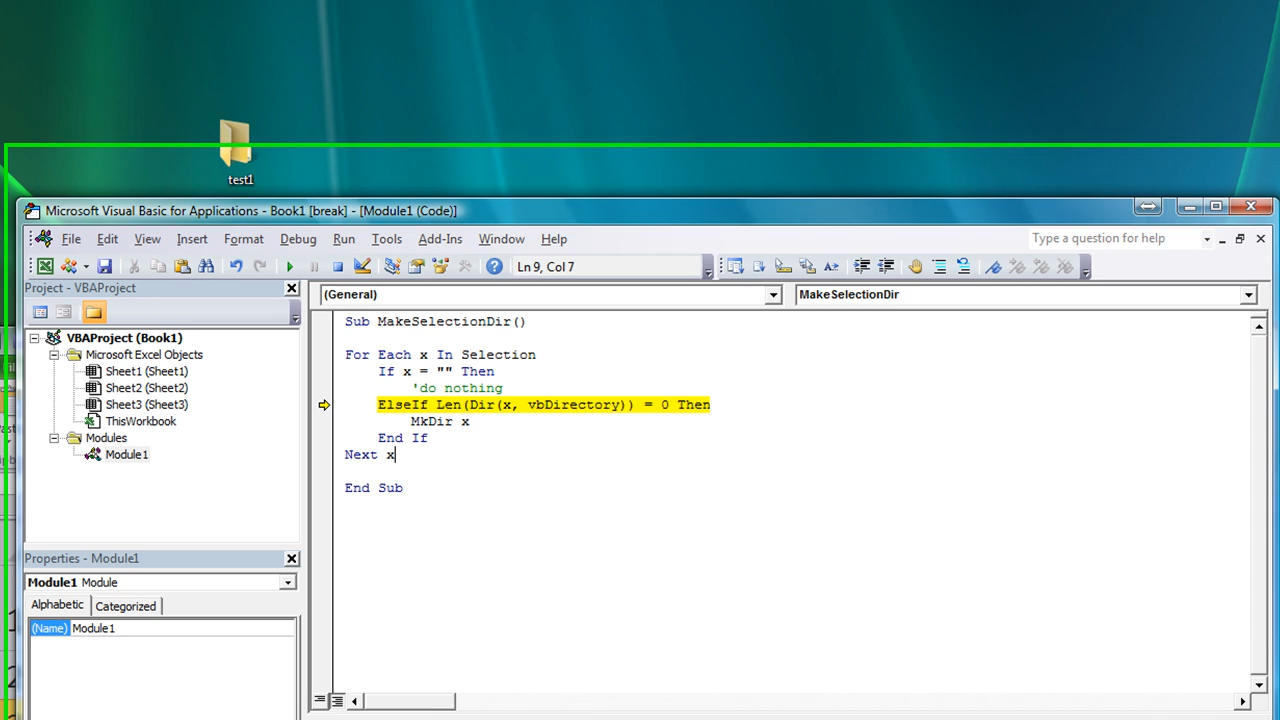 test1
Microsoft Visual Basic for Applications - Book1 [break] - [Module1 (Code)]
File Edit View Insert Format Debug Run Tools Add-Ins Window Help
Type a question for help
Ln 9, Col 7
Project - VBAProject
(General)
MakeSelectionDir
VBAProject (Book1)
Microsoft Excel Objects
Sheet1 (Sheet1)
Sheet2 (Sheet2)
Sheet3 (Sheet3)
ThisWorkbook
Modules
Module1
Sub MakeSelectionDir()
For Each x In Selection
If x = "" Then
'do nothing
ElseIf Len(Dir(x, vbDirectory)) = 0 Then
MkDir x
End If
Next x
End Sub
Properties - Module1
Module1 Module
Alphabetic Categorized
(Name) Module1